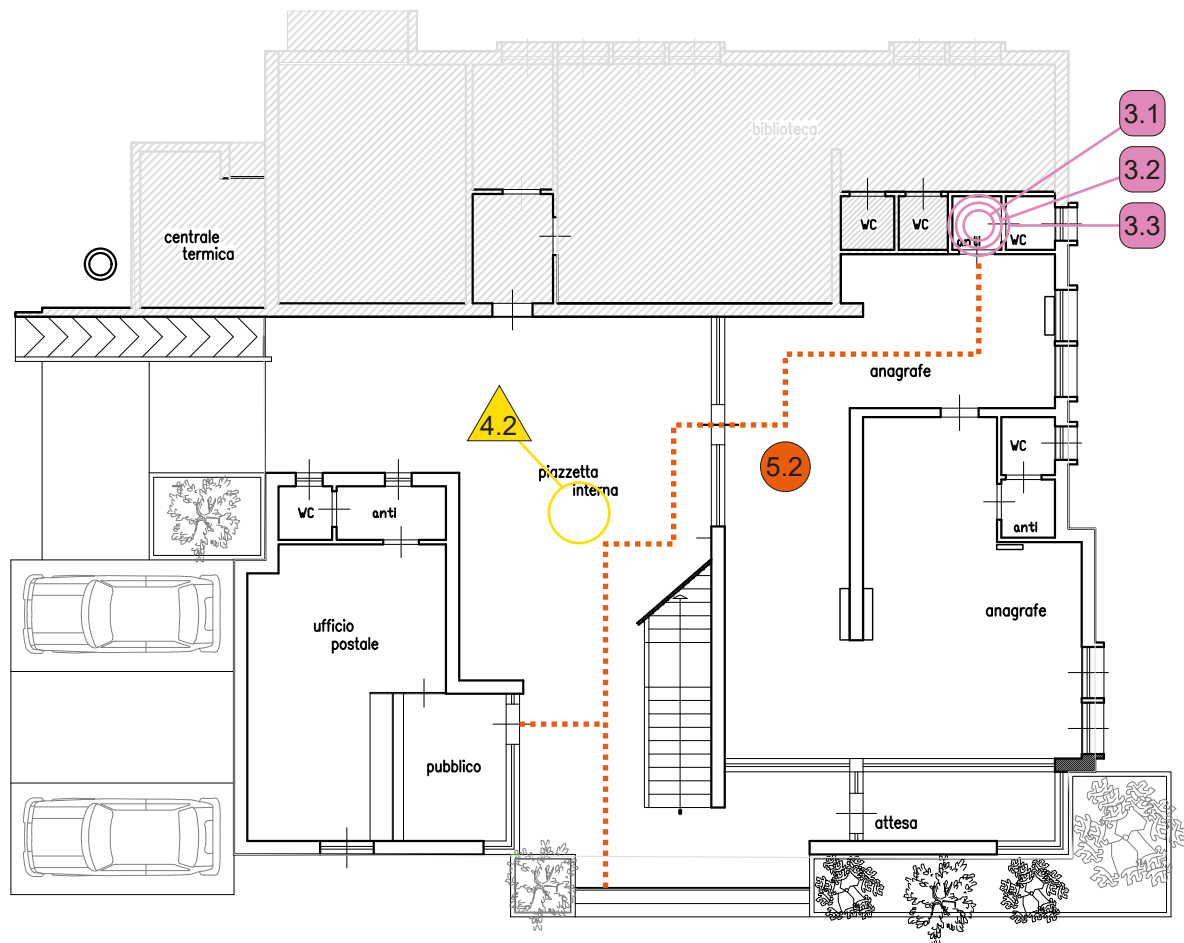 3.1
biblioteca
3.2
3.3
WC
WC
anti
WC
centrale
termica
anagrafe
4.2
WC
5.2
piazzetta
interna
WC
anti
anti
anagrafe
ufficio
postale
pubblico
attesa